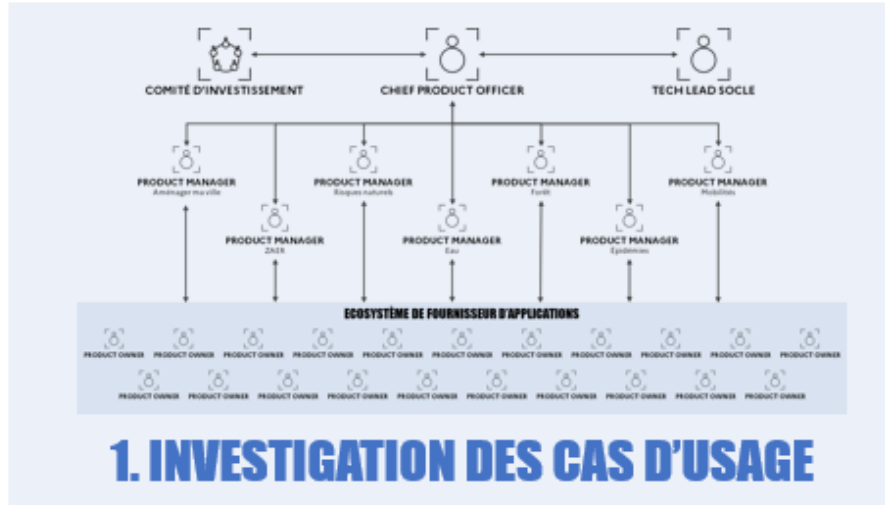 COMITÉ D'INVESTISSEMENT CHIEF PRODUCT OFFICER TECH LEAD SOCLE
PRODUCT MANAGER PRODUCT MANAGER PRODUCT MANAGER PRODUCT MANAGER
Aménager ma ville Risques naturels Forêt Mobilités
PRODUCT MANAGER PRODUCT MANAGER PRODUCT MANAGER
ZAER Eau Épidémies
ECOSYSTÈME DE FOURNISSEUR D'APPLICATIONS
PRODUCT OWNER PRODUCT OWNER PRODUCT OWNER PRODUCT OWNER PRODUCT OWNER PRODUCT OWNER PRODUCT OWNER PRODUCT OWNER PRODUCT OWNER PRODUCT OWNER PRODUCT OWNER
PRODUCT OWNER PRODUCT OWNER PRODUCT OWNER PRODUCT OWNER PRODUCT OWNER PRODUCT OWNER PRODUCT OWNER PRODUCT OWNER PRODUCT OWNER PRODUCT OWNER
1. INVESTIGATION DES CAS D'USAGE